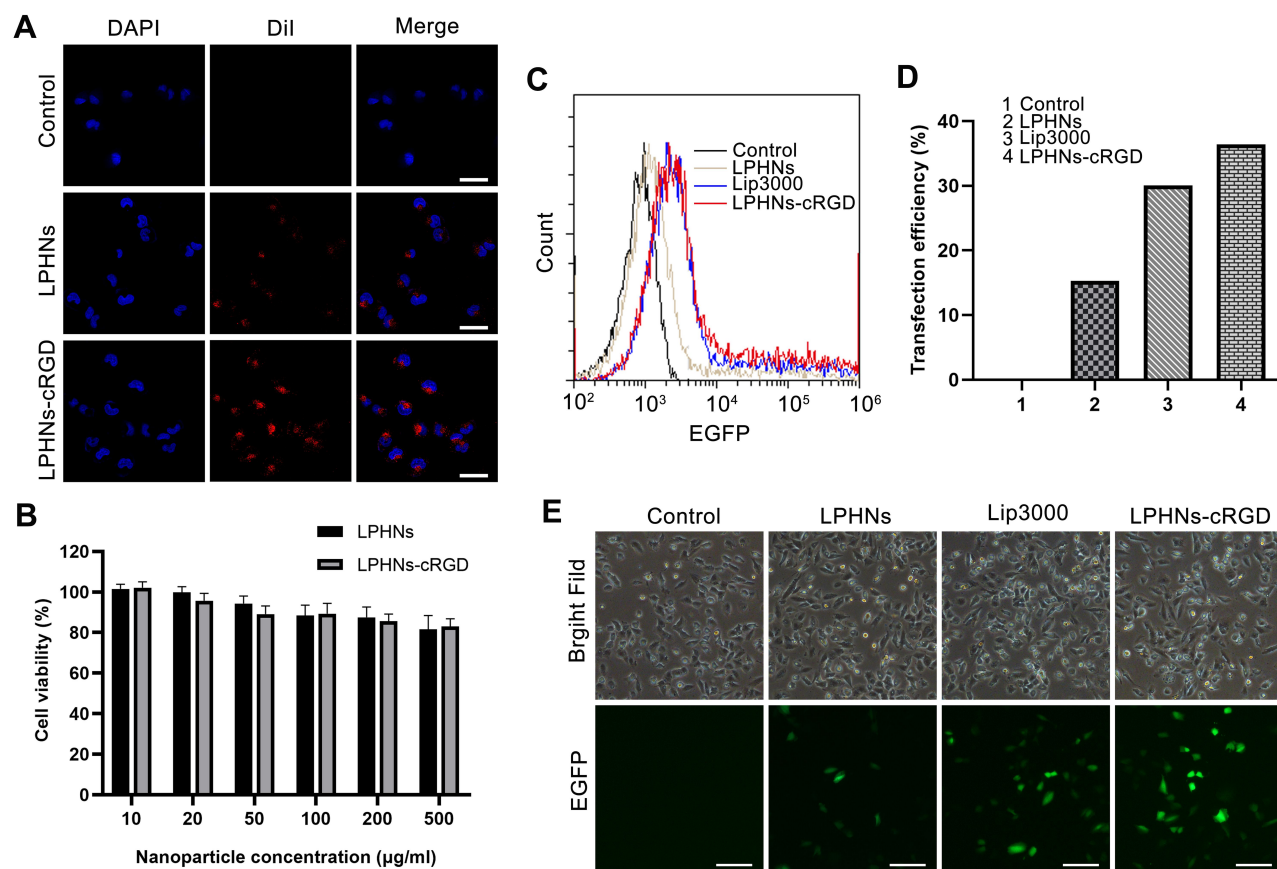 A
DAPI
DiI
Merge
Control
LPHNs
LPHNs-cRGD
B
LPHNs
LPHNs-cRGD
Cell viability (%)
120
100
80
60
40
20
0
10 20 50 100 200 500
Nanoparticle concentration (µg/ml)
C
Count
Control
LPHNs
Lip3000
LPHNs-cRGD
10² 10³ 10⁴ 10⁵ 10⁶
EGFP
D
Transfection efficiency (%)
1 Control
2 LPHNs
3 Lip3000
4 LPHNs-cRGD
40
30
20
10
0
1 2 3 4
E
Control
LPHNs
Lip3000
LPHNs-cRGD
Brgiht Fild
EGFP